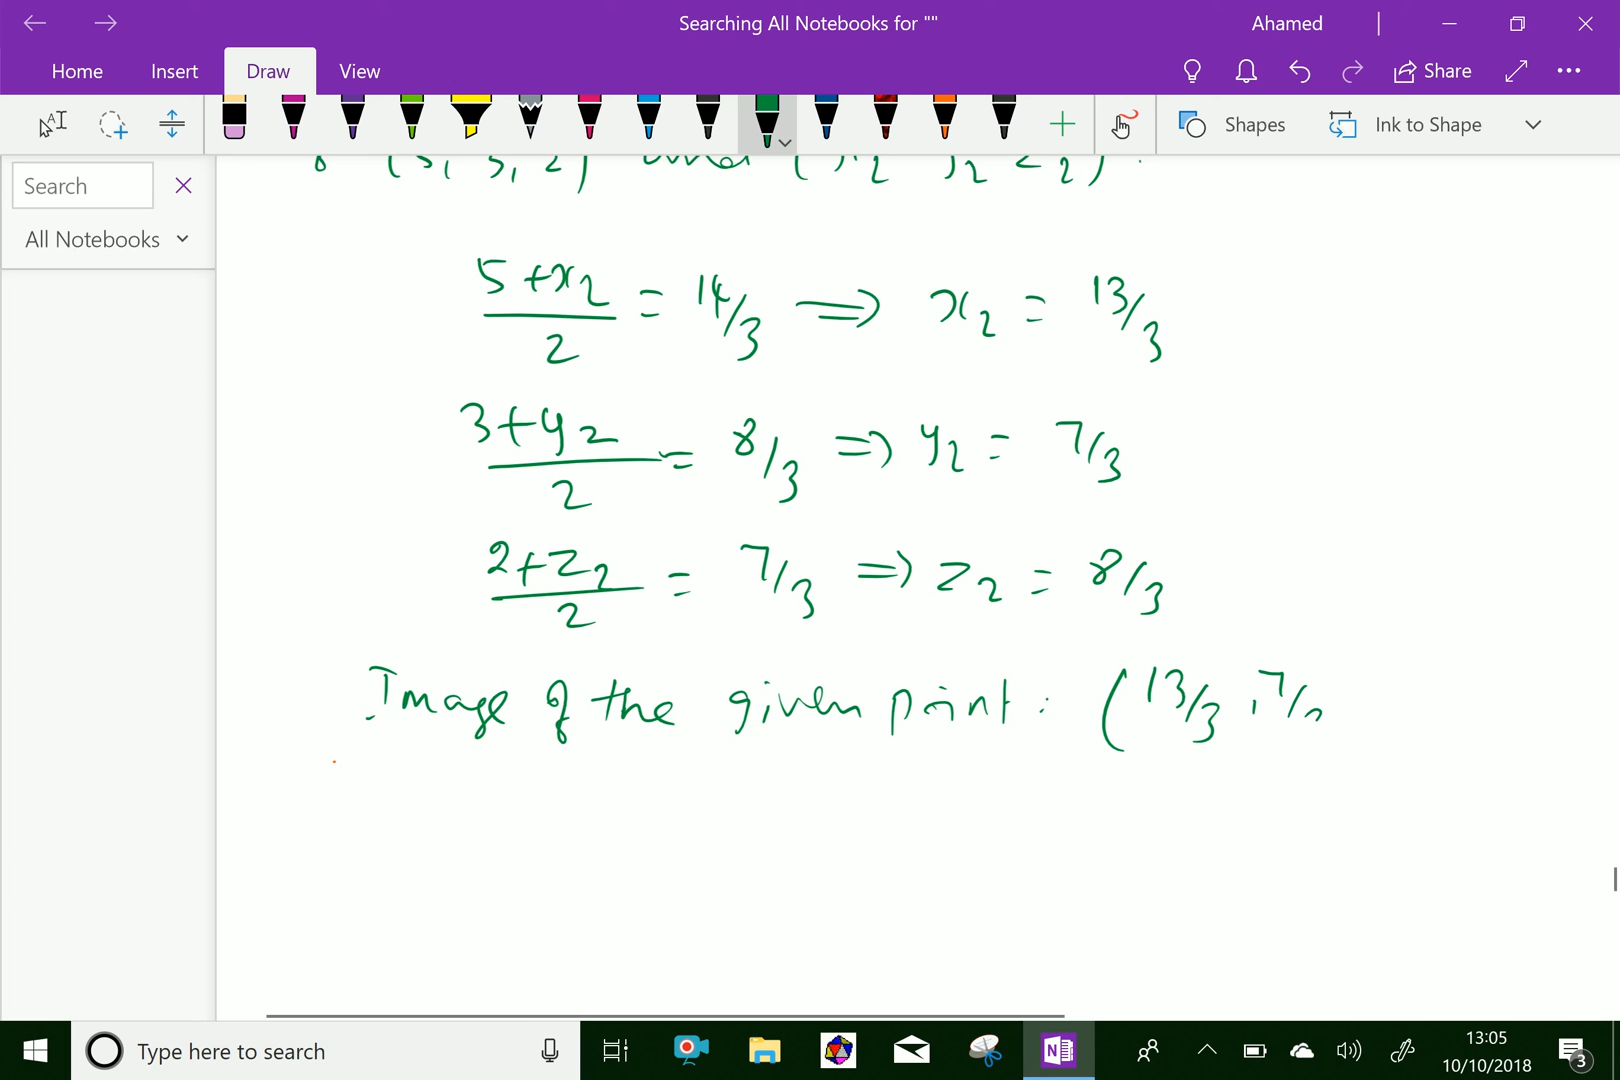 Searching All Notebooks for ""
Ahamed
Home Insert Draw View
Share
Shapes
Ink to Shape
Search
All Notebooks
and
5+x₂/2 = 14/3 ⟹ x₂ = 13/3
3+y₂/2 = 8/3 ⟹ y₂ = 7/3
2+z₂/2 = 7/3 ⟹ z₂ = 8/3
Image of the given point : (13/3 , 7/
Type here to search
13:05
10/10/2018
3